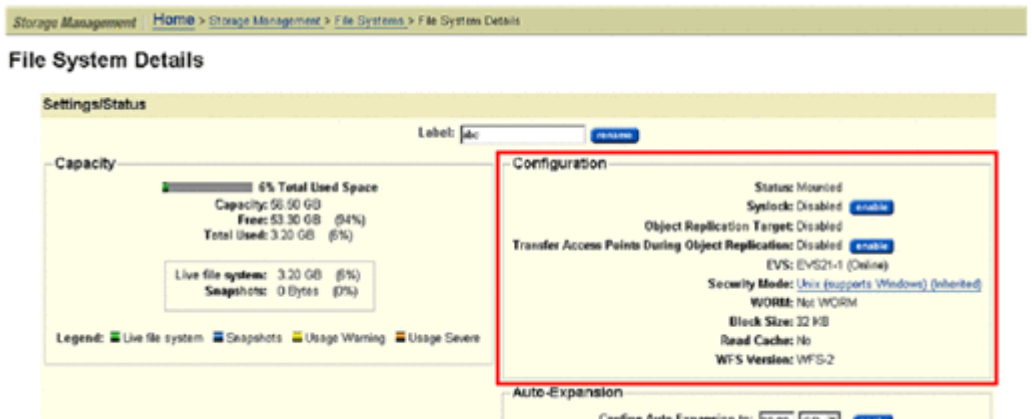 Storage Management | Home > Storage Management > File Systems > File System Details
File System Details
Settings/Status
Label: abc rename
Capacity
6% Total Used Space
Capacity: 56.50 GB
Free: 53.30 GB (94%)
Total Used: 3.20 GB (6%)
Live file system: 3.20 GB (6%)
Snapshots: 0 Bytes (0%)
Legend: Live file system Snapshots Usage Warning Usage Severe
Configuration
Status: Mounted
Syslock: Disabled enable
Object Replication Target: Disabled
Transfer Access Points During Object Replication: Disabled enable
EVS: EVS21-1 (Online)
Security Mode: Unix (supports Windows) (Inherited)
WORM: Not WORM
Block Size: 32 KB
Read Cache: No
WFS Version: WFS-2
Auto-Expansion
Confine Auto-Expansion to: